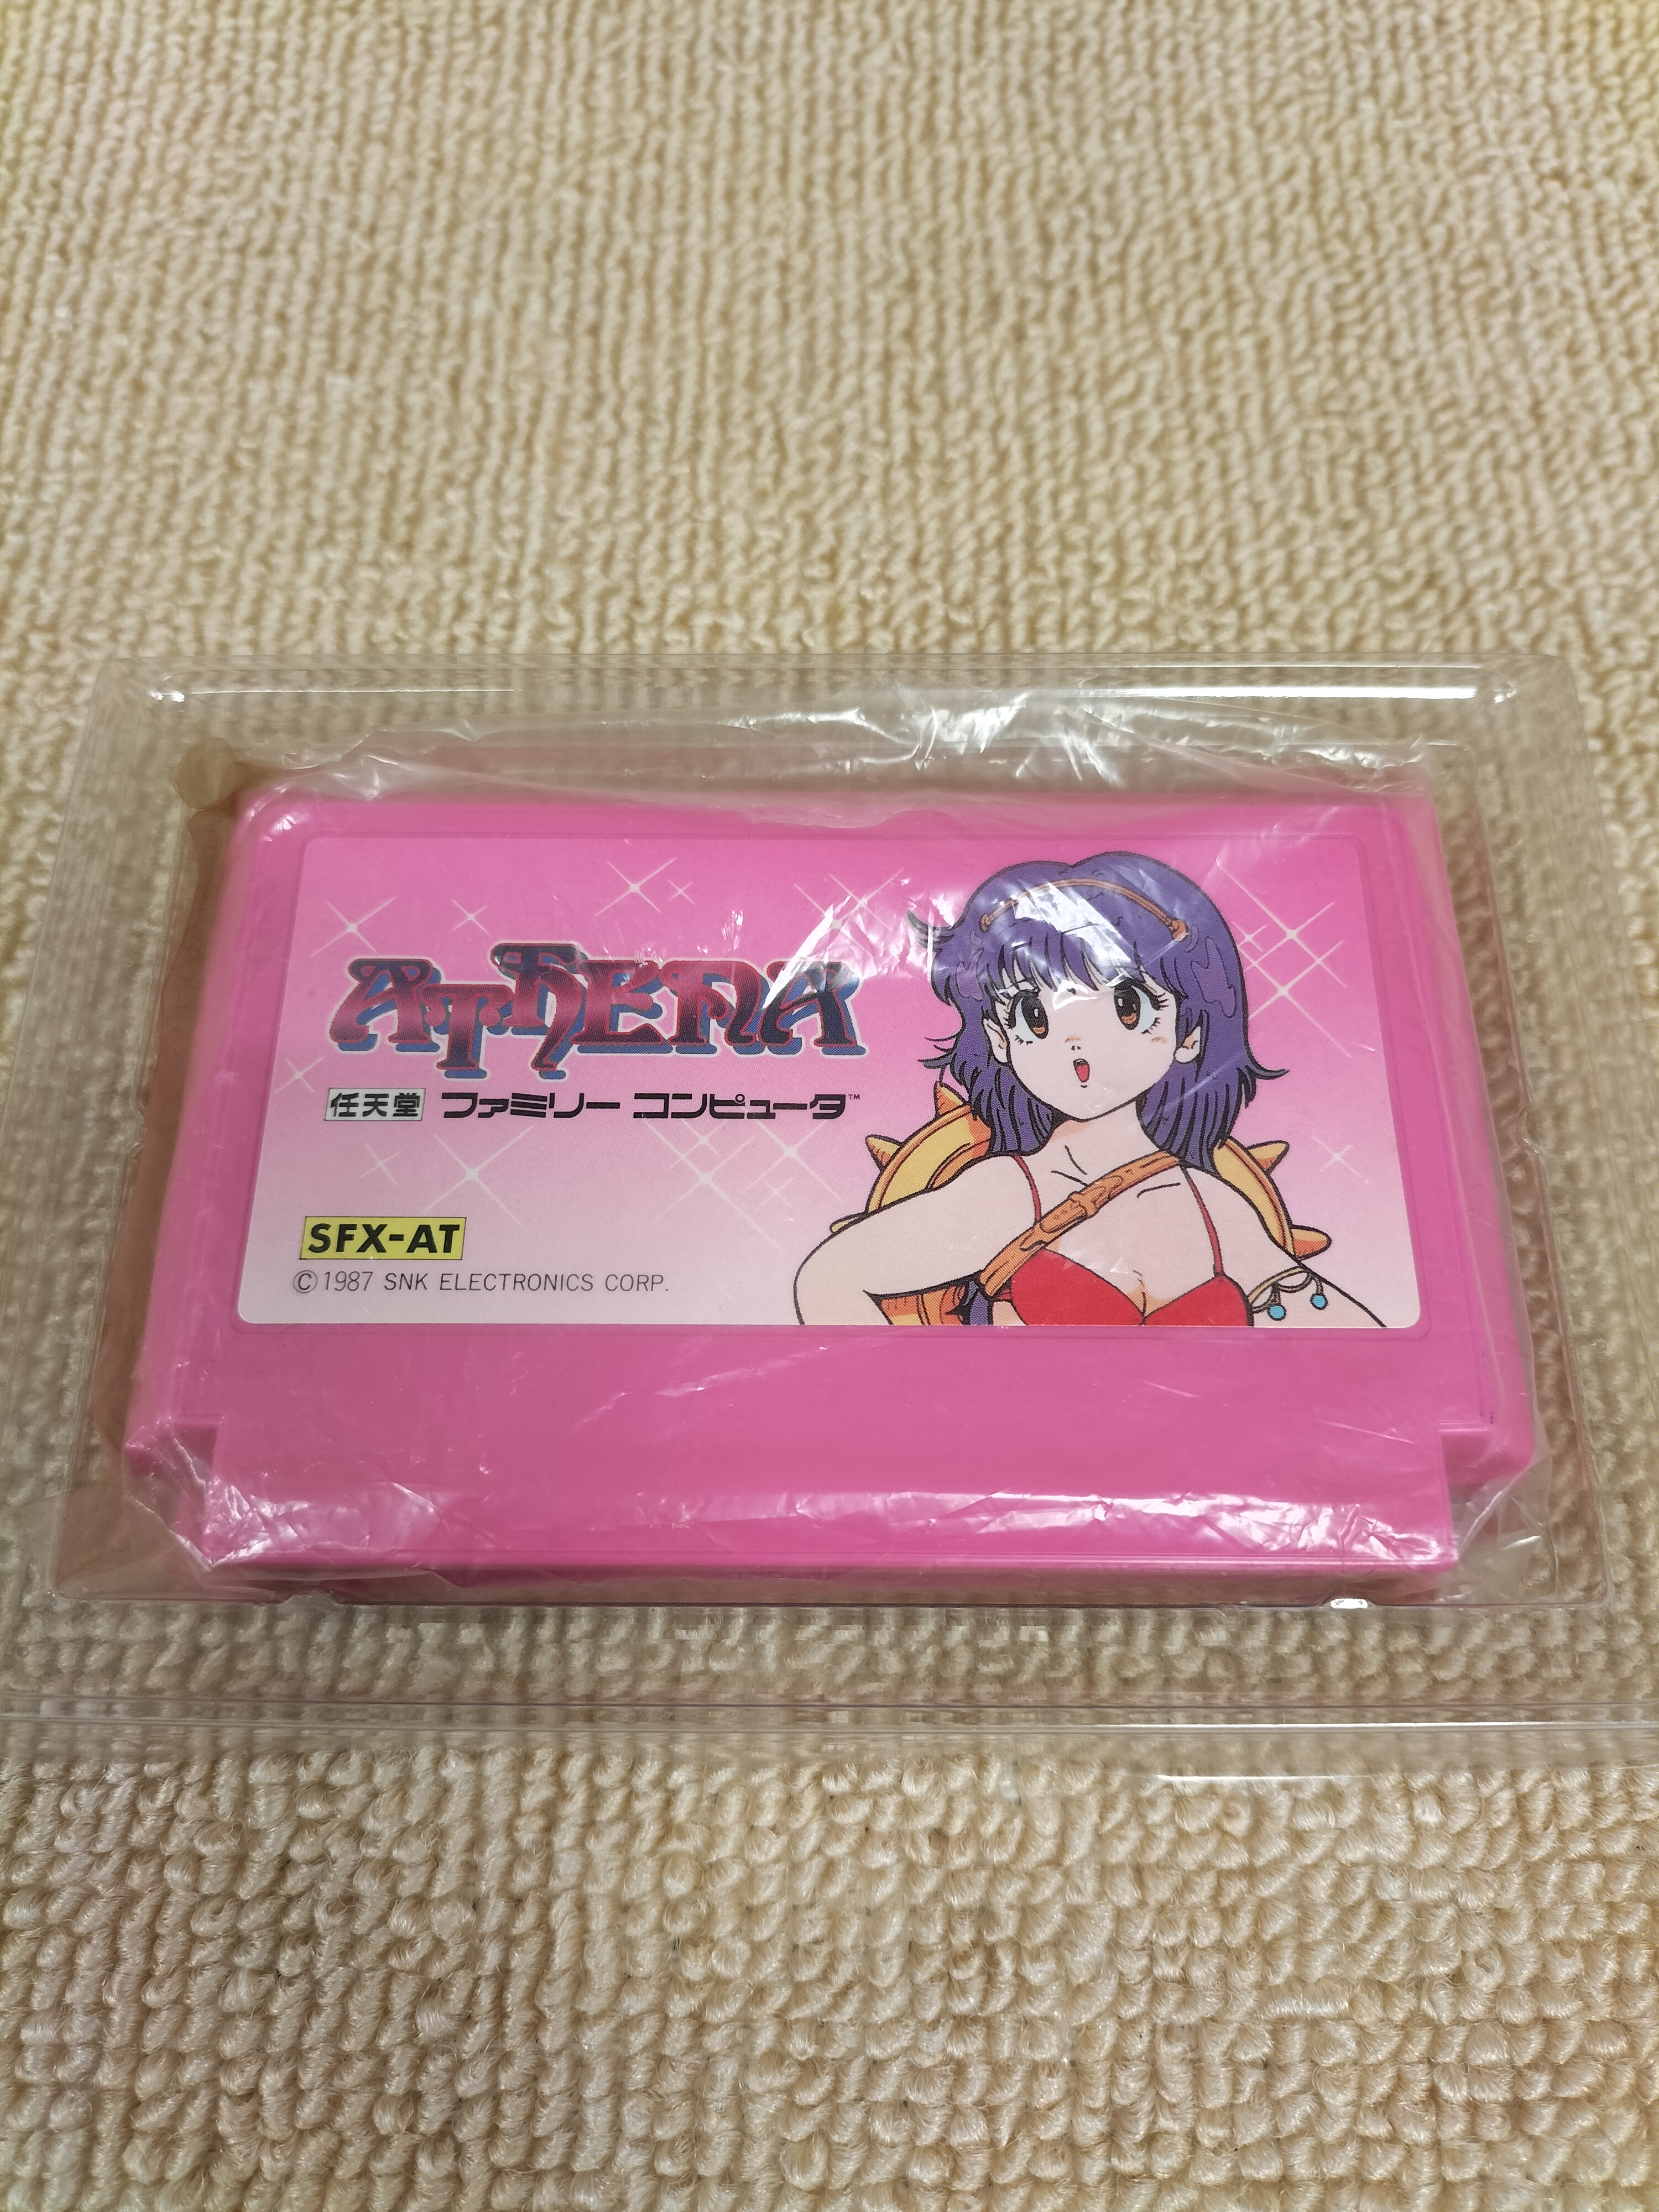 ATHENA
任天堂 ファミリー コンピュータ™
SFX-AT
©1987 SNK ELECTRONICS CORP.